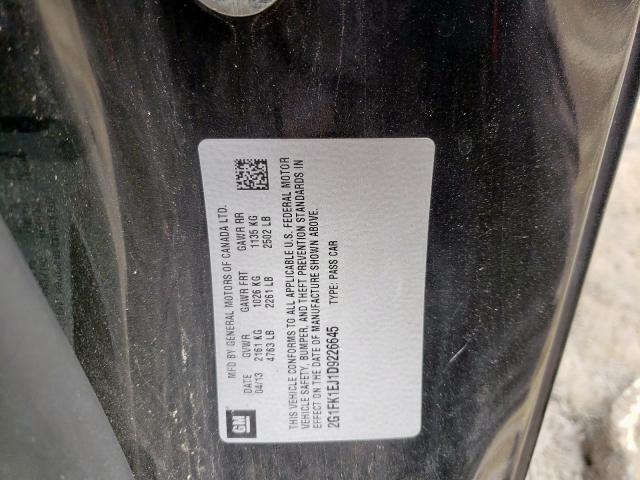 GM
MFD BY GENERAL MOTORS OF CANADA LTD.
DATE GVWR GAWR FRT GAWR RR
04/13 2161 KG 1026 KG 1135 KG
4763 LB 2261 LB 2502 LB
THIS VEHICLE CONFORMS TO ALL APPLICABLE U.S. FEDERAL MOTOR
VEHICLE SAFETY, BUMPER, AND THEFT PREVENTION STANDARDS IN
EFFECT ON THE DATE OF MANUFACTURE SHOWN ABOVE.
2G1FK1EJ1D9226645 TYPE: PASS CAR